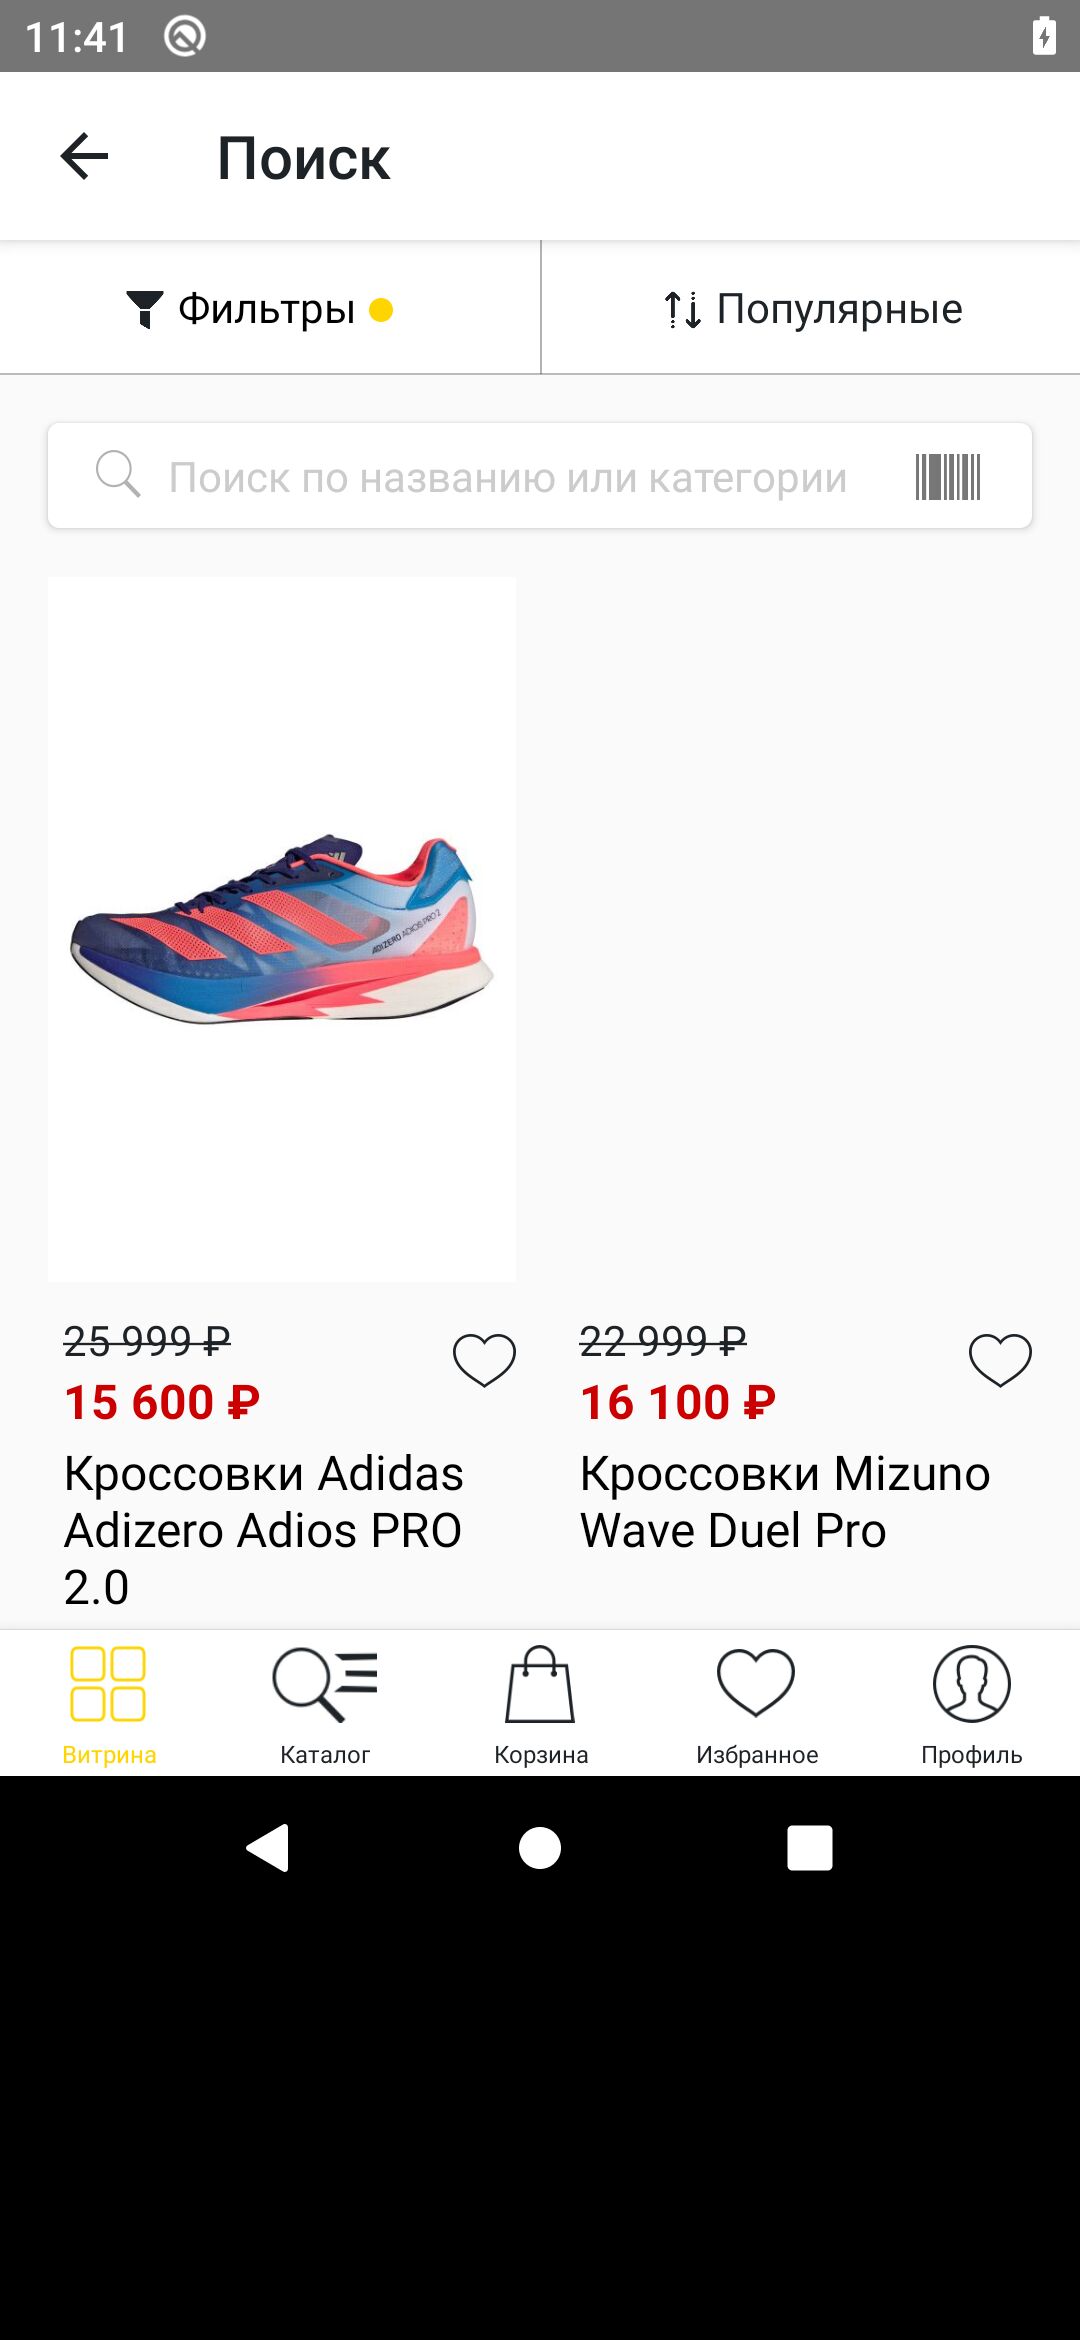 11:41
Поиск
Фильтры
Популярные
Поиск по названию или категории
ADIZERO ADIOS PRO 2
25 999 ₽
15 600 ₽
Кроссовки Adidas
Adizero Adios PRO
2.0
22 999 ₽
16 100 ₽
Кроссовки Mizuno
Wave Duel Pro
Витрина
Каталог
Корзина
Избранное
Профиль